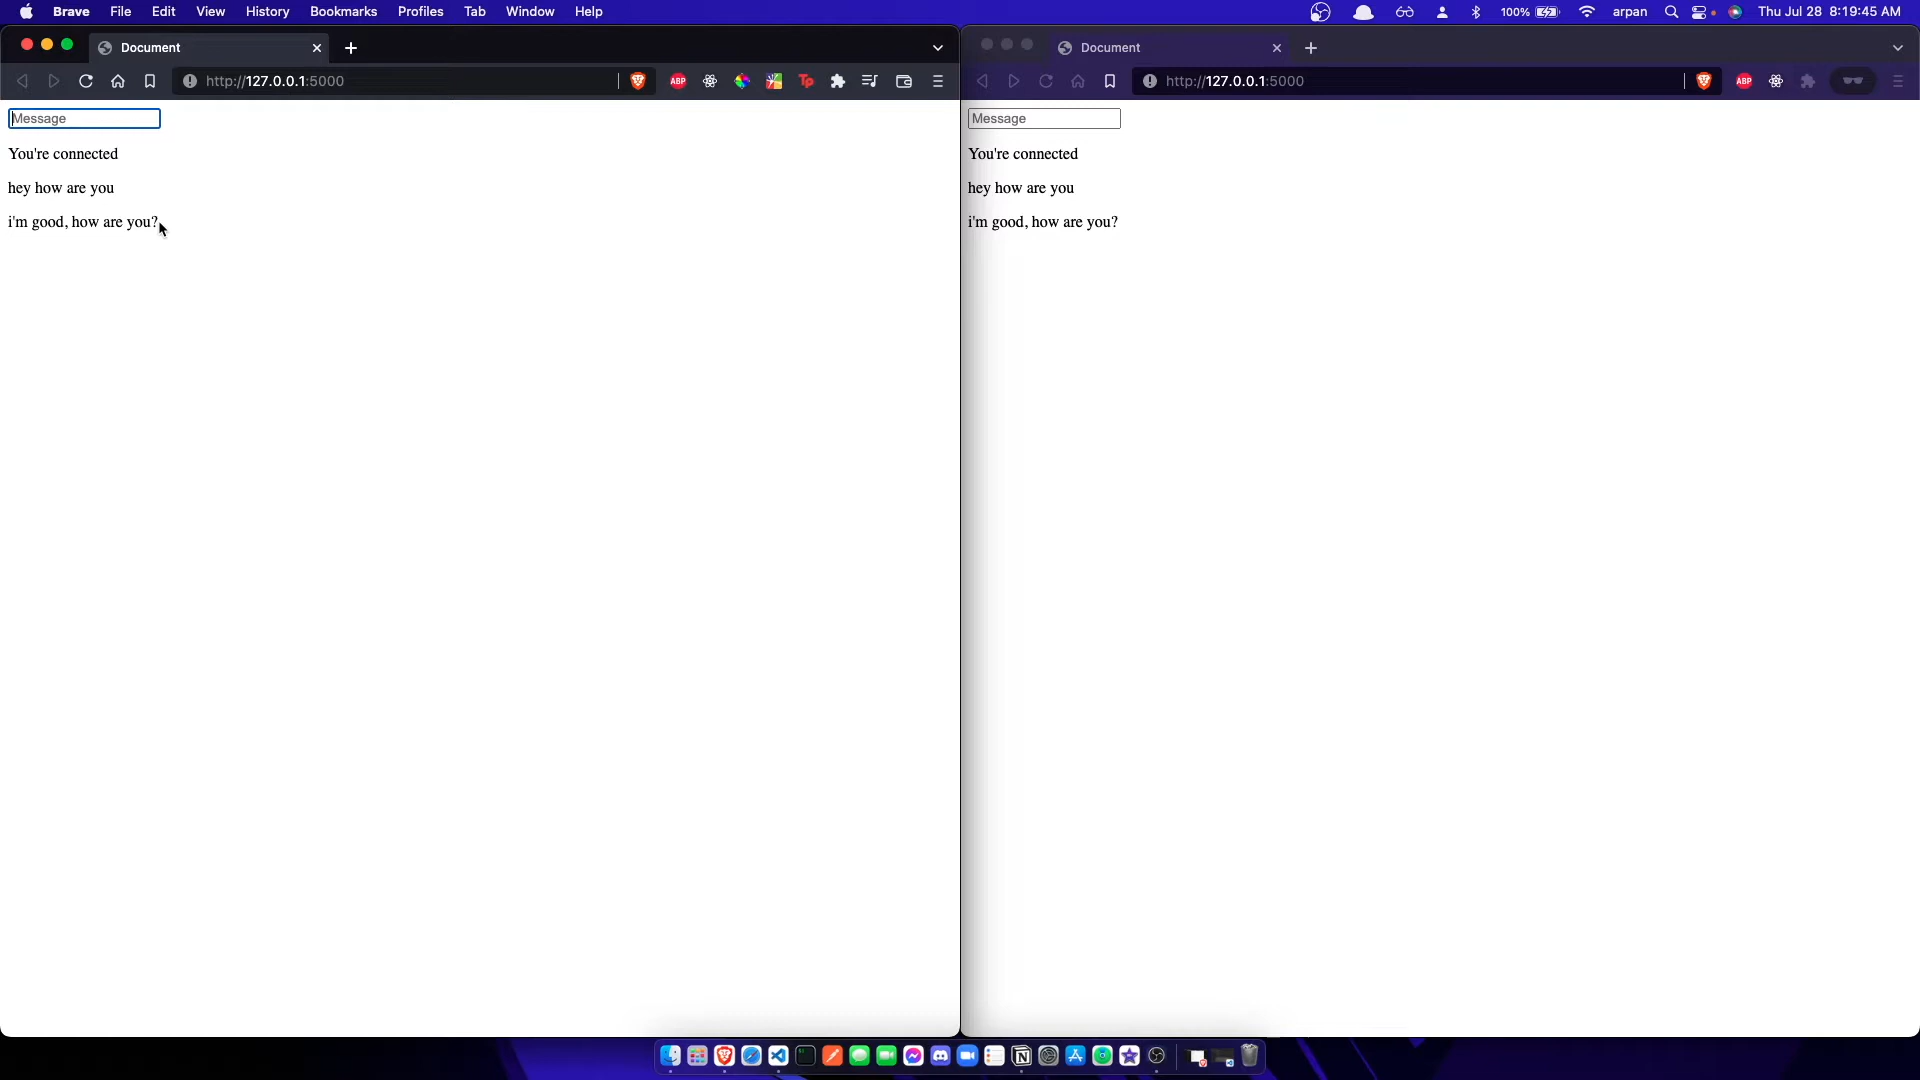 Brave File Edit View History Bookmarks Profiles Tab Window Help
100% arpan Thu Jul 28 8:19:45 AM
Document
http://127.0.0.1:5000
ABP
Tp
Message
You're connected
hey how are you
i'm good, how are you?
Document
http://127.0.0.1:5000
ABP
Message
You're connected
hey how are you
i'm good, how are you?